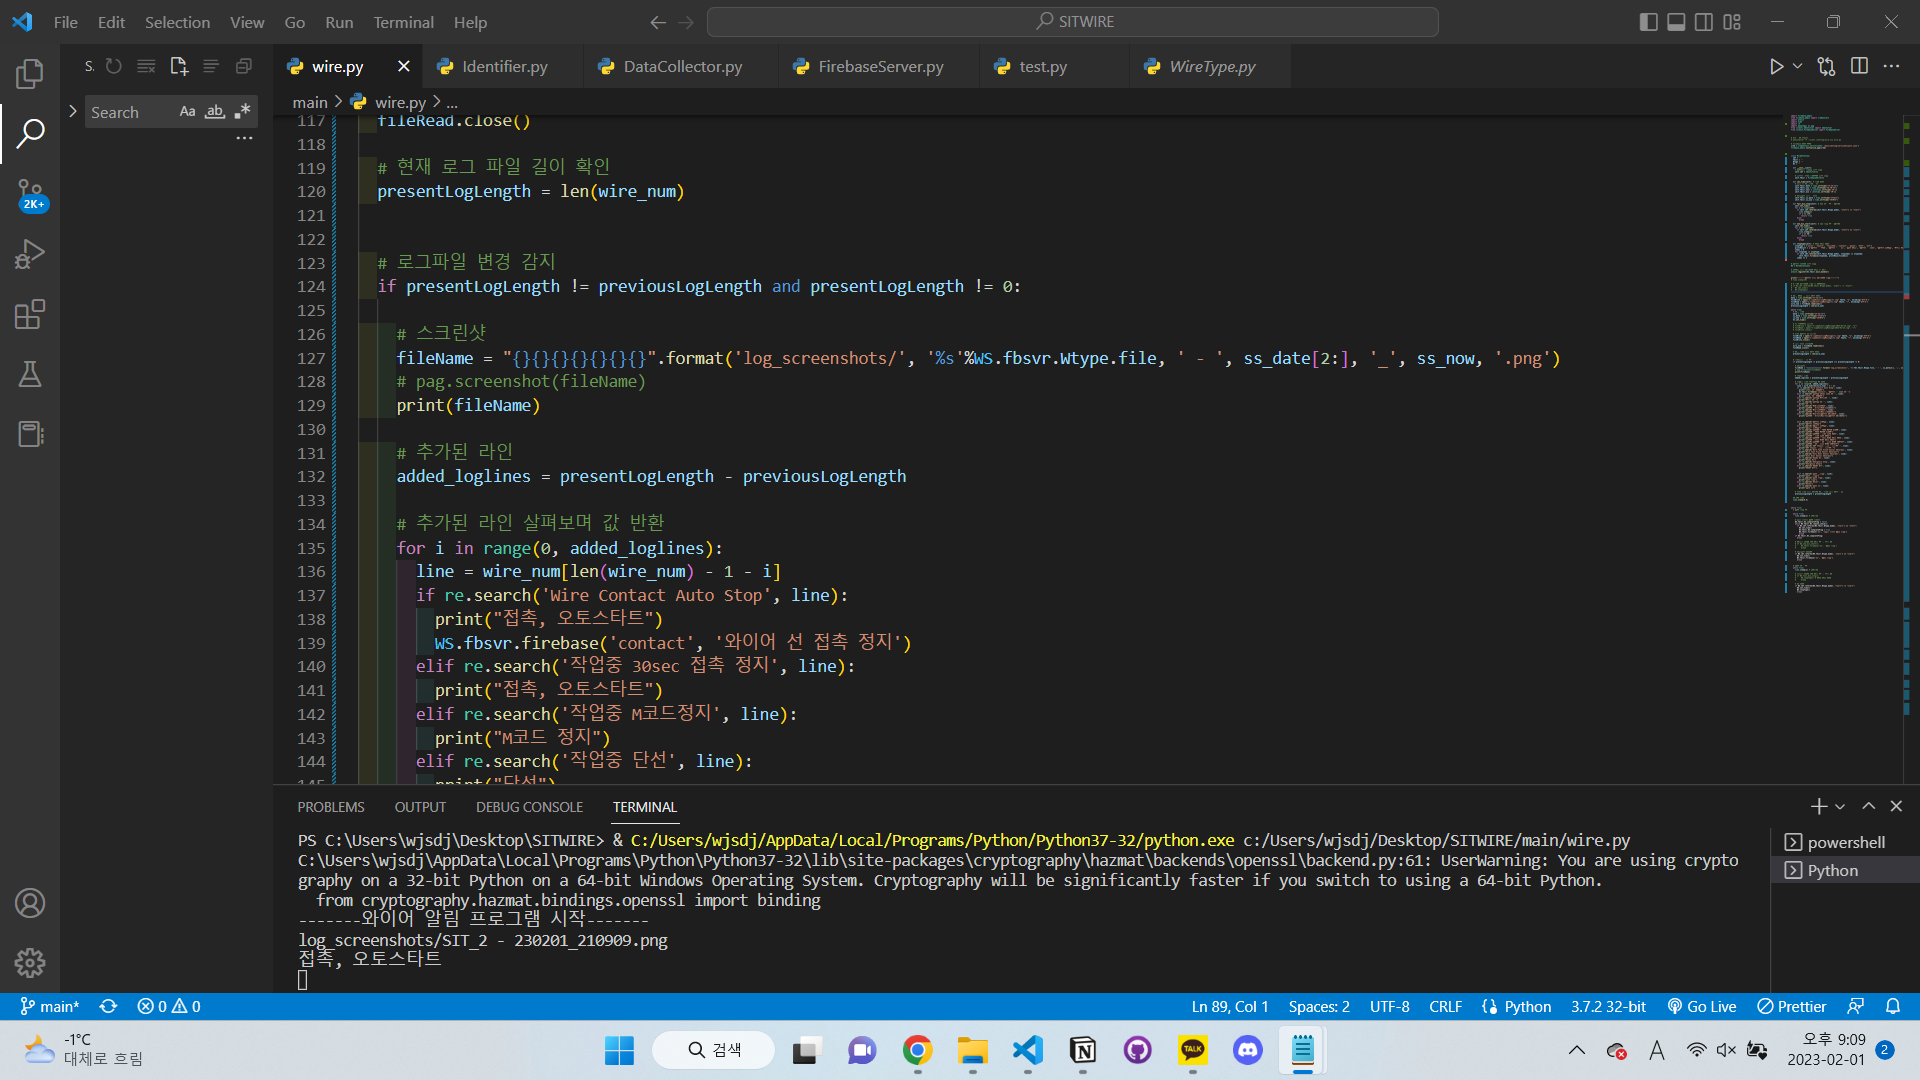 File Edit Selection View Go Run Terminal Help
SITWIRE
S.
wire.py Identifier.py DataCollector.py FirebaseServer.py test.py WireType.py
Search Aa ab
main > wire.py > ...
117 fileRead.close()
118
119 # 현재 로그 파일 길이 확인
120 presentLogLength = len(wire_num)
121
122
123 # 로그파일 변경 감지
124 if presentLogLength != previousLogLength and presentLogLength != 0:
125
126 # 스크린샷
127 fileName = "{}{}{}{}{}{}{}".format('log_screenshots/', '%s'%WS.fbsvr.Wtype.file, ' - ', ss_date[2:], '_', ss_now, '.png')
128 # pag.screenshot(fileName)
129 print(fileName)
130
131 # 추가된 라인
132 added_loglines = presentLogLength - previousLogLength
133
134 # 추가된 라인 살펴보며 값 반환
135 for i in range(0, added_loglines):
136 line = wire_num[len(wire_num) - 1 - i]
137 if re.search('Wire Contact Auto Stop', line):
138 print("접촉, 오토스타트")
139 WS.fbsvr.firebase('contact', '와이어 선 접촉 정지')
140 elif re.search('작업중 30sec 접촉 정지', line):
141 print("접촉, 오토스타트")
142 elif re.search('작업중 M코드정지', line):
143 print("M코드 정지")
144 elif re.search('작업중 단선', line):
145 print("단선")
2K+
PROBLEMS OUTPUT DEBUG CONSOLE TERMINAL
PS C:\Users\wjsdj\Desktop\SITWIRE> & C:/Users/wjsdj/AppData/Local/Programs/Python/Python37-32/python.exe c:/Users/wjsdj/Desktop/SITWIRE/main/wire.py
C:\Users\wjsdj\AppData\Local\Programs\Python\Python37-32\lib\site-packages\cryptography\hazmat\backends\openssl\backend.py:61: UserWarning: You are using crypto
graphy on a 32-bit Python on a 64-bit Windows Operating System. Cryptography will be significantly faster if you switch to using a 64-bit Python.
from cryptography.hazmat.bindings.openssl import binding
-------와이어 알림 프로그램 시작-------
log_screenshots/SIT_2 - 230201_210909.png
접촉, 오토스타트
powershell
Python
main* 0 0 Ln 89, Col 1 Spaces: 2 UTF-8 CRLF Python 3.7.2 32-bit Go Live Prettier
-1°C
대체로 흐림
검색
TALK
A
오후 9:09
2023-02-01
2